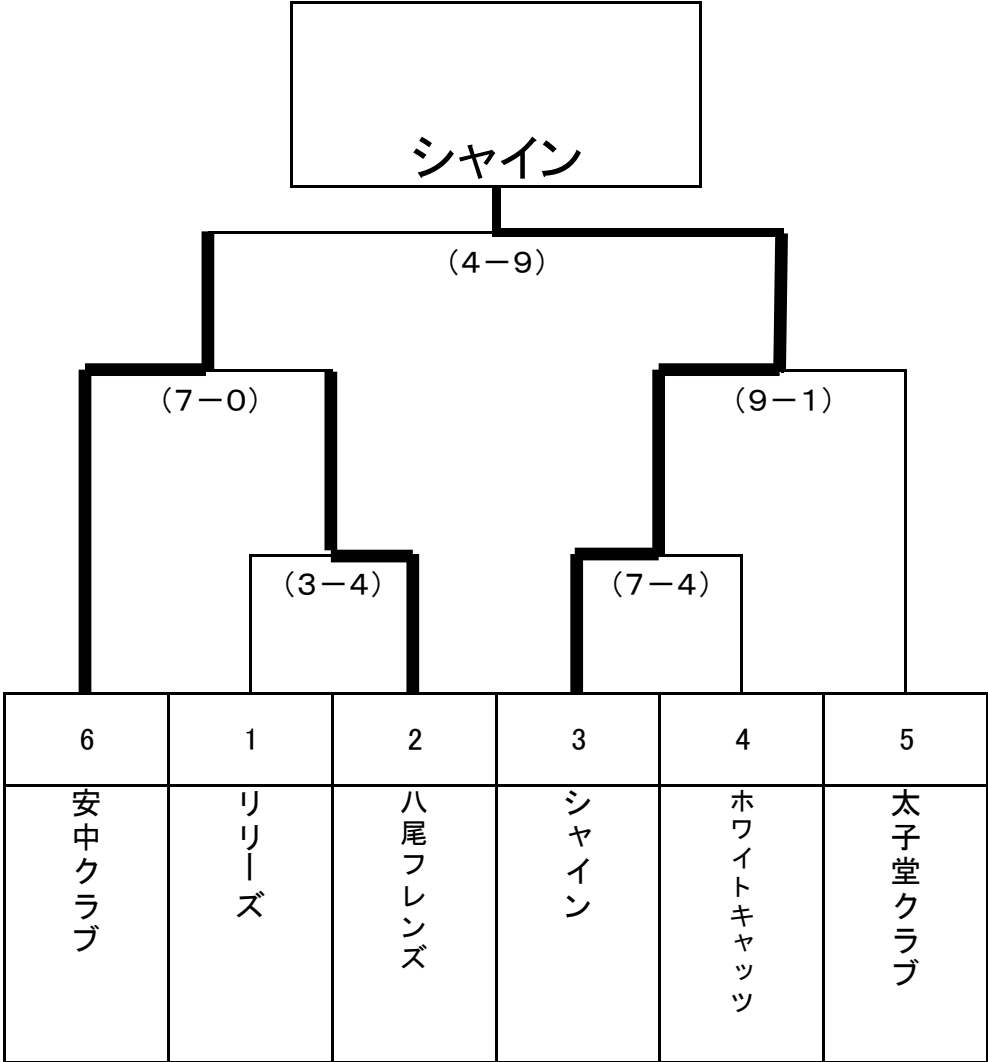 シャイン
（4－9）
（7－0）
（9－1）
（3－4）
（7－4）
6
1
2
3
4
5
安中クラブ
リリーズ
八尾フレンズ
シャイン
ホワイトキャッツ
太子堂クラブ